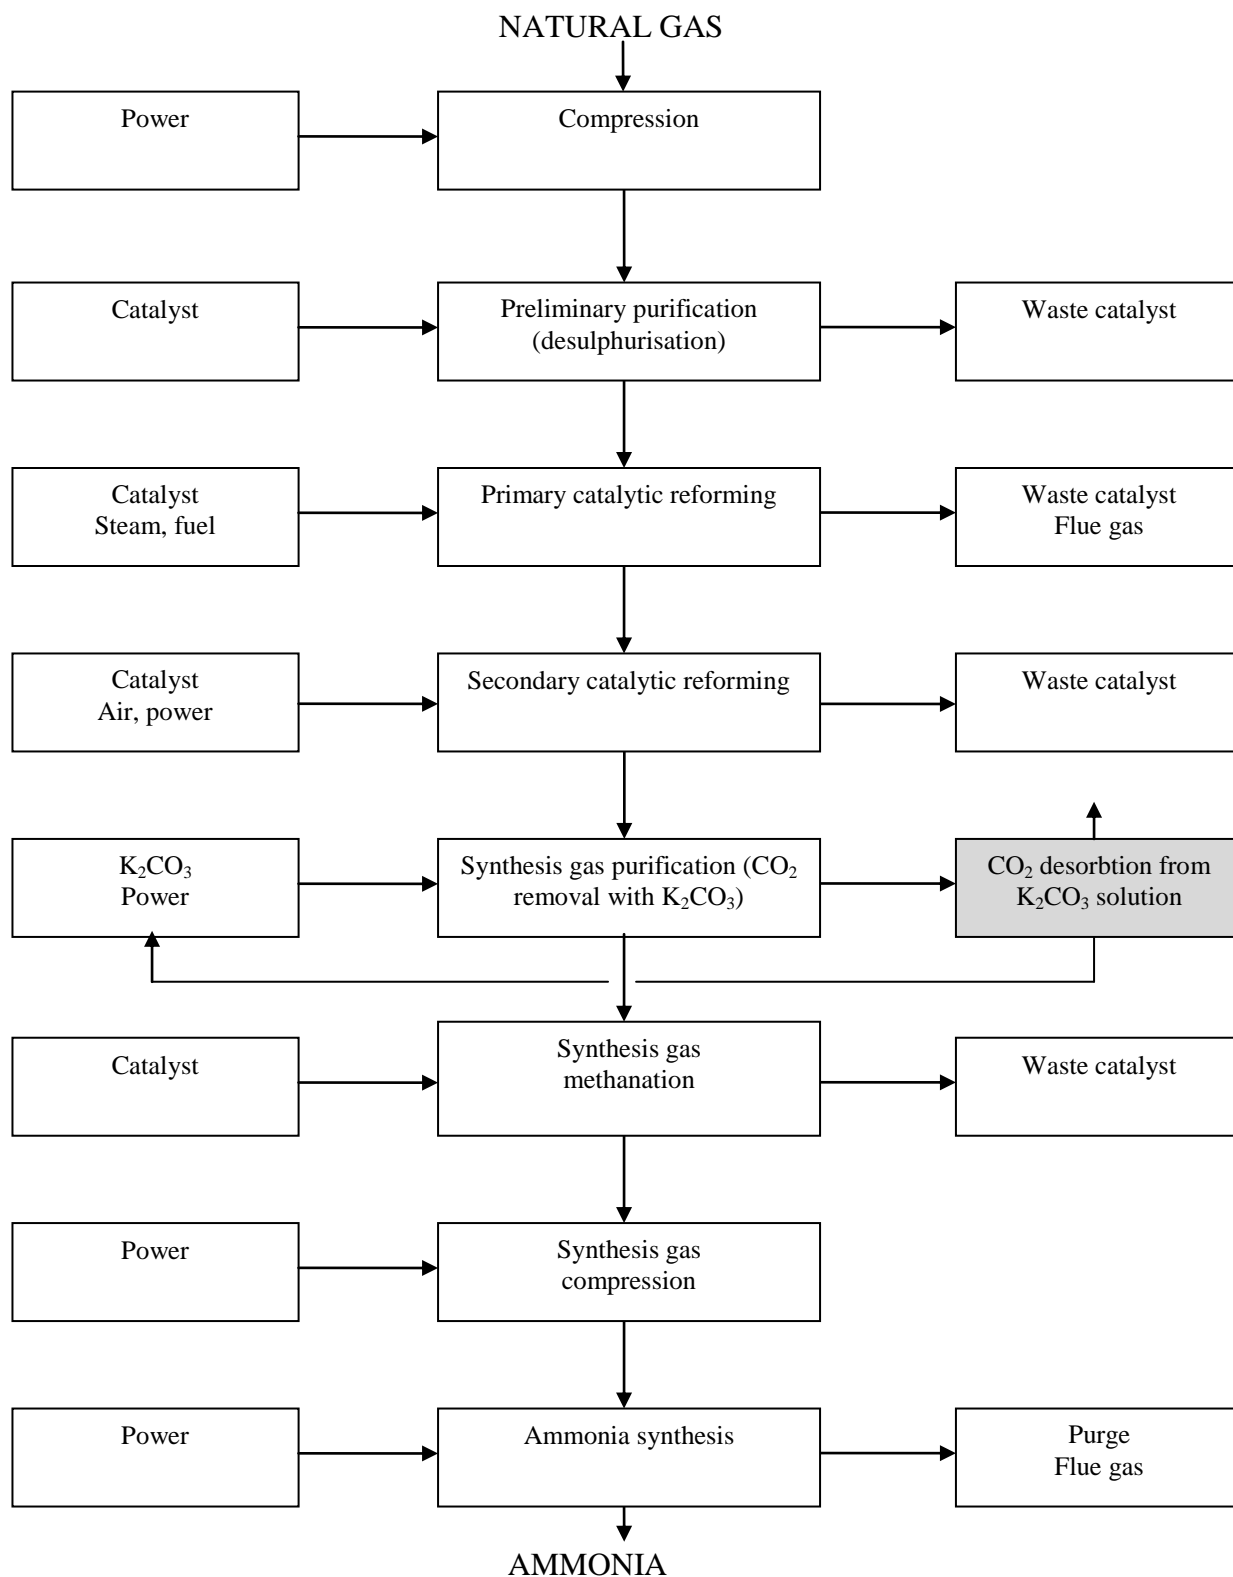 NATURAL GAS
Power
Compression
Catalyst
Preliminary purification
(desulphurisation)
Waste catalyst
Catalyst
Steam, fuel
Primary catalytic reforming
Waste catalyst
Flue gas
Catalyst
Air, power
Secondary catalytic reforming
Waste catalyst
K₂CO₃
Power
Synthesis gas purification (CO₂
removal with K₂CO₃)
CO₂ desorbtion from
K₂CO₃ solution
Catalyst
Synthesis gas
methanation
Waste catalyst
Power
Synthesis gas
compression
Power
Ammonia synthesis
Purge
Flue gas
AMMONIA